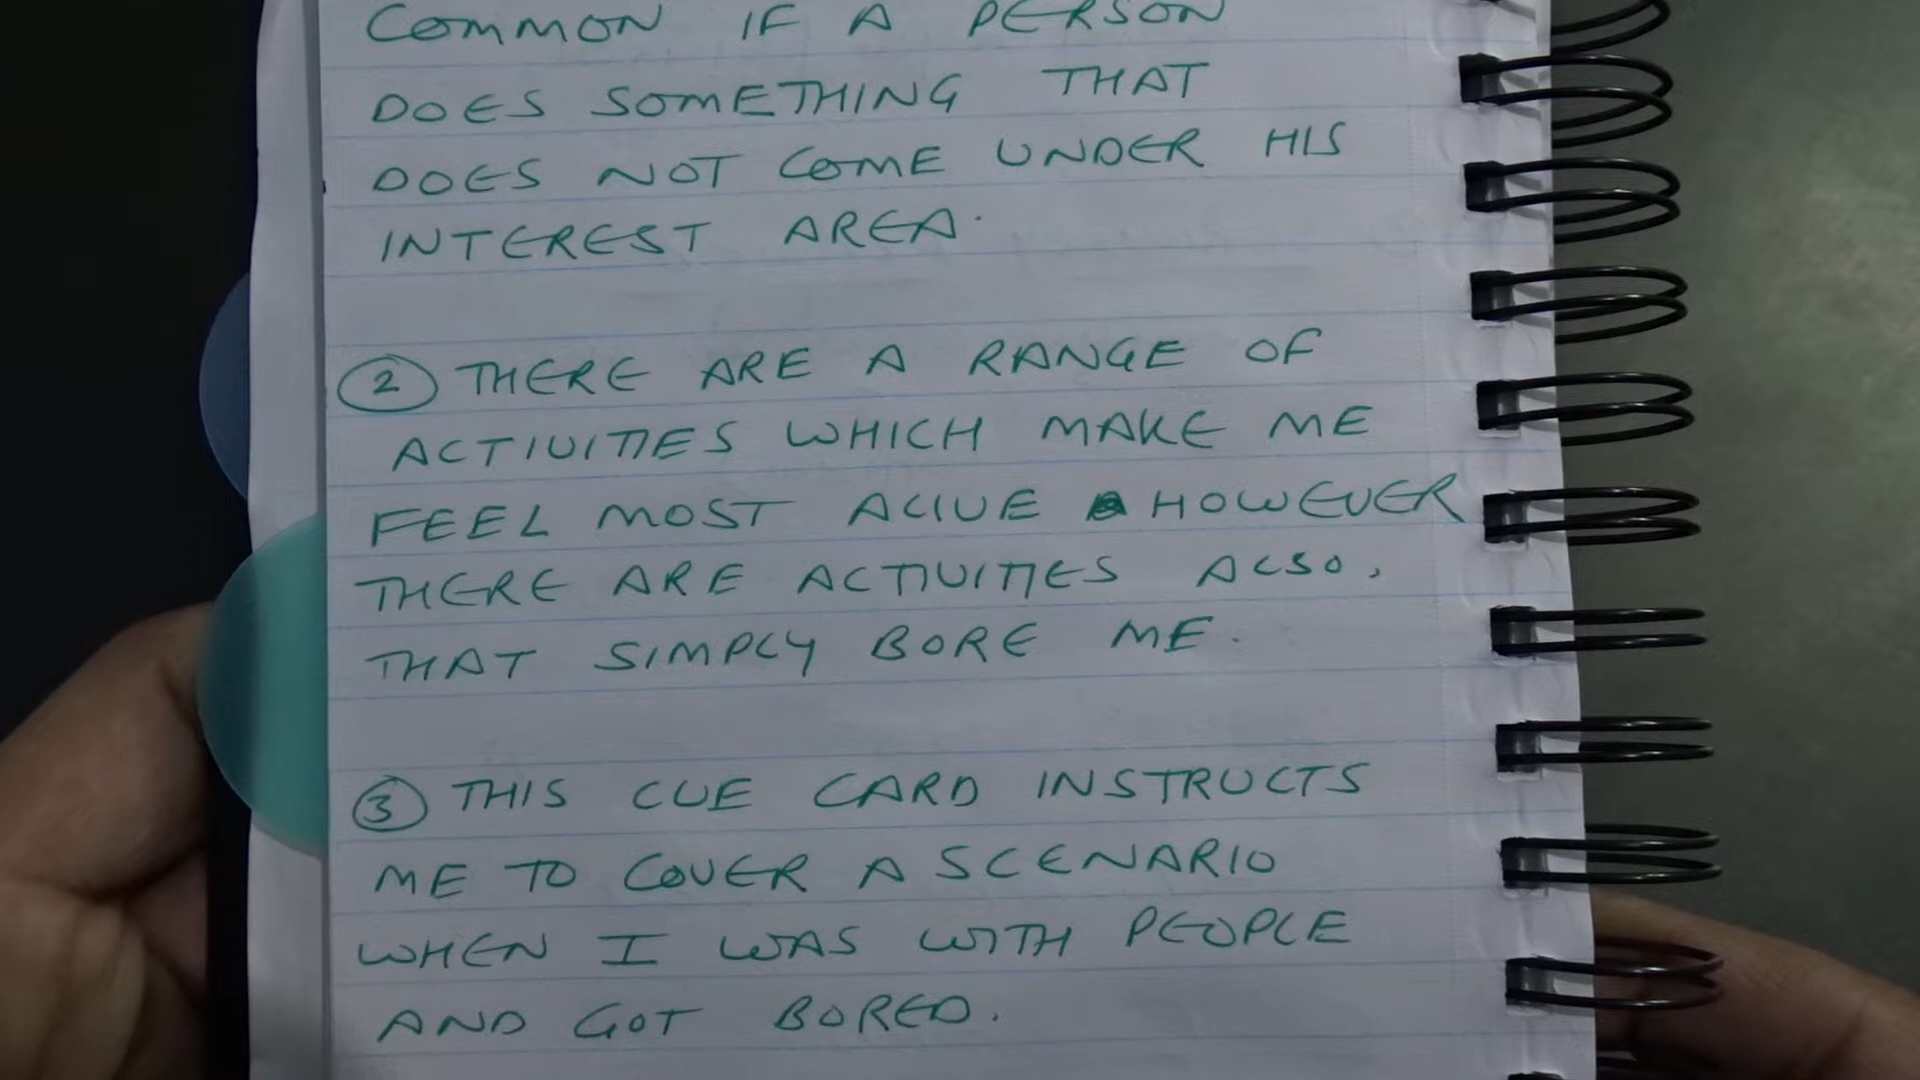 COMMON IF A PERSON
DOES SOMETHING THAT
DOES NOT COME UNDER HIS
INTEREST AREA.
2 THERE ARE A RANGE OF
ACTIVITIES WHICH MAKE ME
FEEL MOST ALIVE HOWEVER
THERE ARE ACTIVITIES ALSO,
THAT SIMPLY BORE ME.
3 THIS CUE CARD INSTRUCTS
ME TO COVER A SCENARIO
WHEN I WAS WITH PEOPLE
AND GOT BORED.